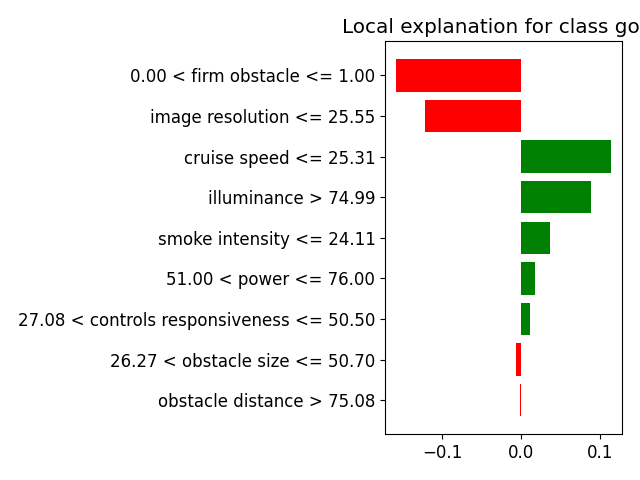 Local explanation for class go
0.00 < firm obstacle <= 1.00
image resolution <= 25.55
cruise speed <= 25.31
illuminance > 74.99
smoke intensity <= 24.11
51.00 < power <= 76.00
27.08 < controls responsiveness <= 50.50
26.27 < obstacle size <= 50.70
obstacle distance > 75.08
−0.1 0.0 0.1